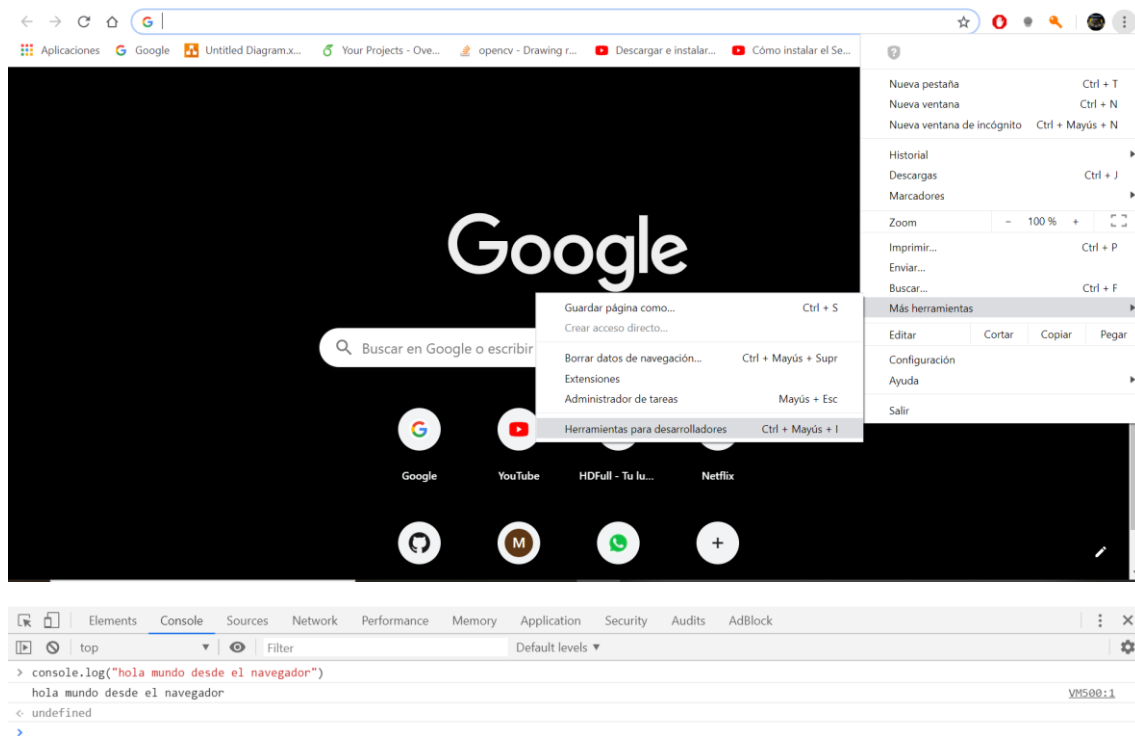 Aplicaciones Google Untitled Diagram.x... Your Projects - Ove... opencv - Drawing r... Descargar e instalar... Cómo instalar el Se...
Nueva pestaña Ctrl + T
Nueva ventana Ctrl + N
Nueva ventana de incógnito Ctrl + Mayús + N
Historial
Descargas Ctrl + J
Marcadores
Zoom - 100 % +
Imprimir... Ctrl + P
Enviar...
Buscar... Ctrl + F
Más herramientas
Editar Cortar Copiar Pegar
Configuración
Ayuda
Salir
Google
Buscar en Google o escribir
Guardar página como... Ctrl + S
Crear acceso directo...
Borrar datos de navegación... Ctrl + Mayús + Supr
Extensiones
Administrador de tareas Mayús + Esc
Herramientas para desarrolladores Ctrl + Mayús + I
Google YouTube HDFull - Tu lu... Netflix
M
Elements Console Sources Network Performance Memory Application Security Audits AdBlock
top Filter Default levels
> console.log("hola mundo desde el navegador")
hola mundo desde el navegador VM500:1
< undefined
>